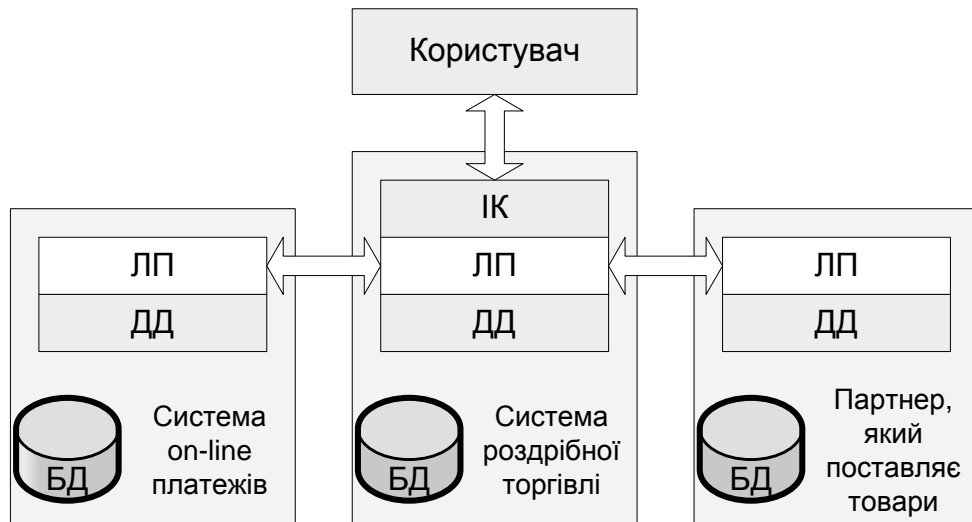 Користувач
ІК
ЛП
ДД
ЛП
ДД
ЛП
ДД
БД
Система
on-line
платежів
БД
Система
роздрібної
торгівлі
БД
Партнер,
який
поставляє
товари